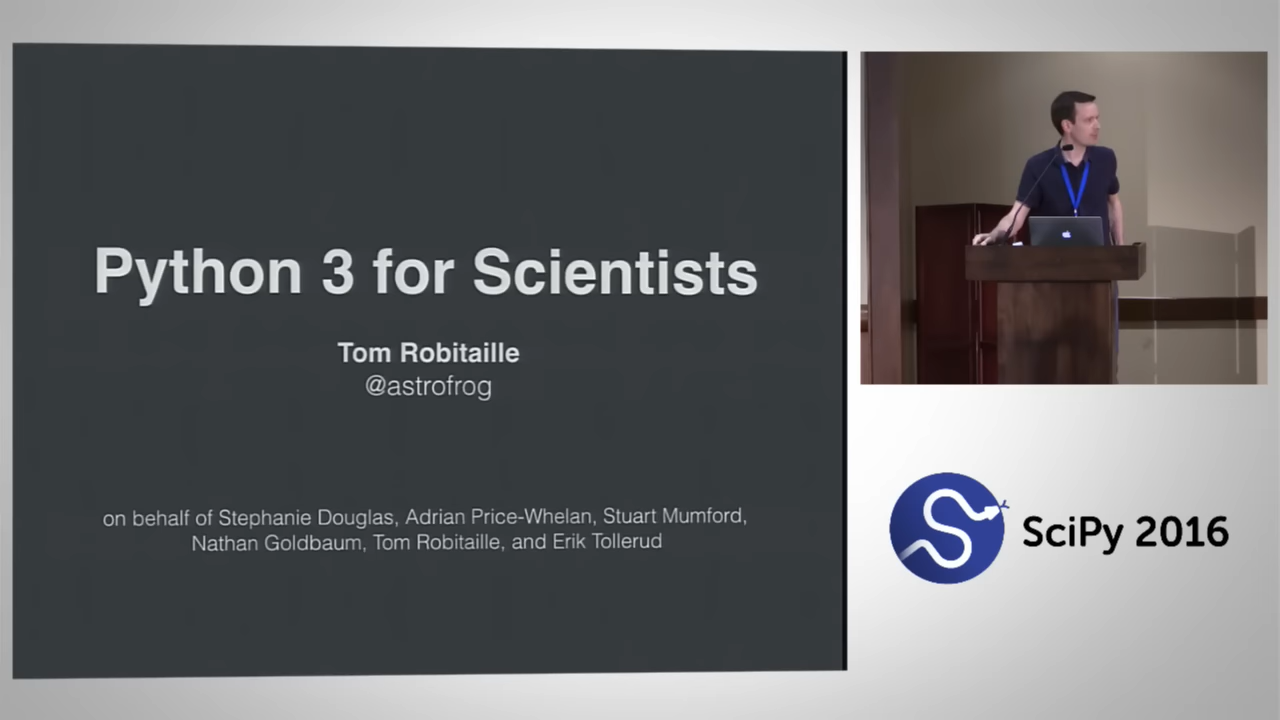 Python 3 for Scientists
Tom Robitaille
@astrofrog
on behalf of Stephanie Douglas, Adrian Price-Whelan, Stuart Mumford,
Nathan Goldbaum, Tom Robitaille, and Erik Tollerud
SciPy 2016